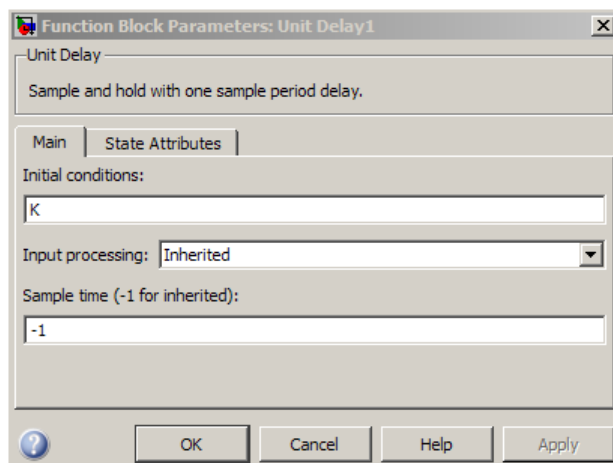 Function Block Parameters: Unit Delay1
Unit Delay
Sample and hold with one sample period delay.
Main State Attributes
Initial conditions:
K
Input processing: Inherited
Sample time (-1 for inherited):
-1
OK Cancel Help Apply